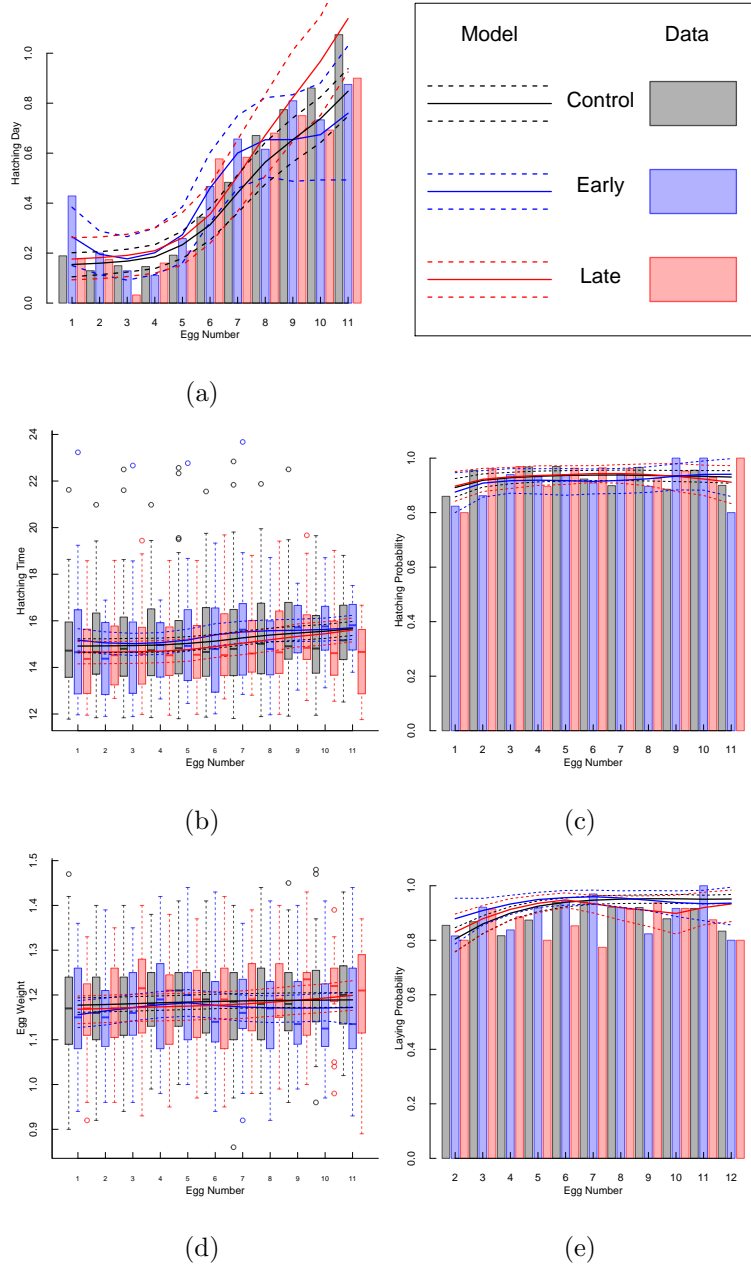 Hatching Day
0.0 0.2 0.4 0.6 0.8 1.0
1 2 3 4 5 6 7 8 9 10 11
Egg Number
(a)
Model Data
Control
Early
Late
Hatching Time
12 14 16 18 20 22 24
1 2 3 4 5 6 7 8 9 10 11
Egg Number
(b)
Hatching Probability
0.0 0.2 0.4 0.6 0.8 1.0
1 2 3 4 5 6 7 8 9 10 11
Egg Number
(c)
Egg Weight
0.9 1.0 1.1 1.2 1.3 1.4 1.5
1 2 3 4 5 6 7 8 9 10 11
Egg Number
(d)
Laying Probability
0.0 0.2 0.4 0.6 0.8 1.0
2 3 4 5 6 7 8 9 10 11 12
Egg Number
(e)